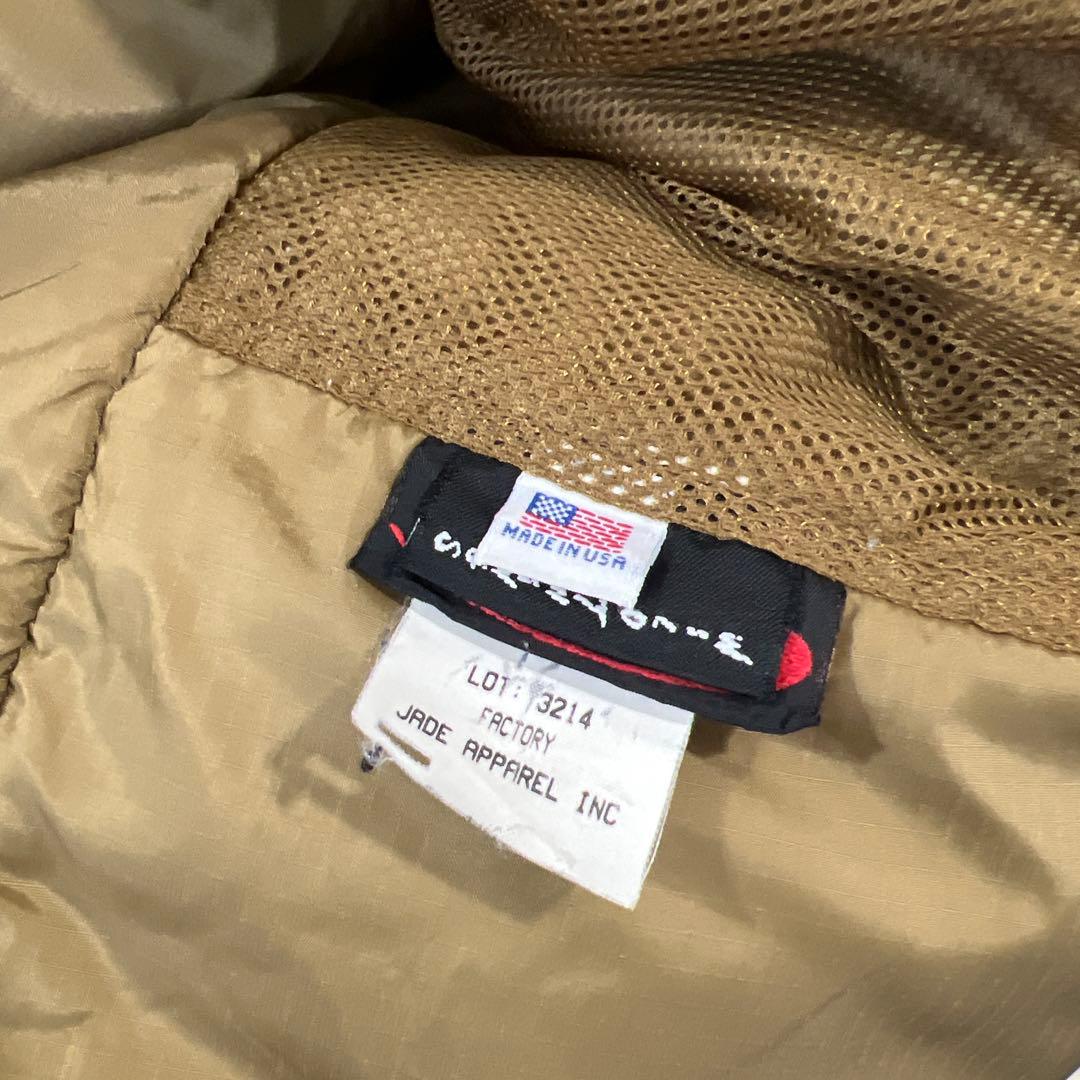 MADE IN USA
LOT: 3214
FACTORY
JADE APPAREL INC